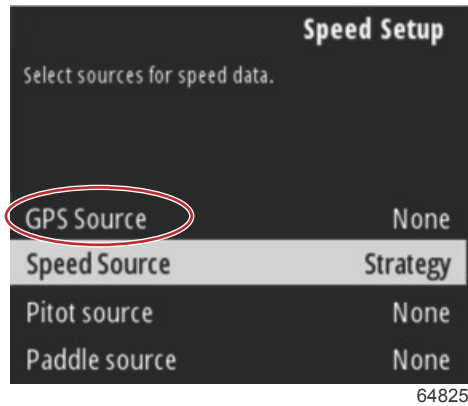 Speed Setup
Select sources for speed data.
GPS Source None
Speed Source Strategy
Pitot source None
Paddle source None
64825